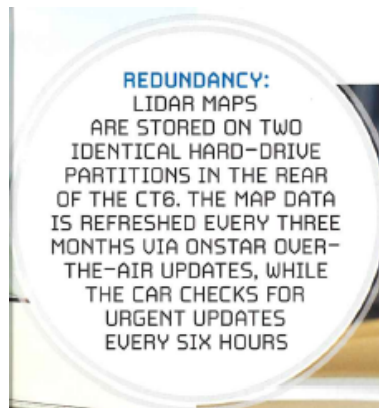 REDUNDANCY:
LIDAR MAPS
ARE STORED ON TWO
IDENTICAL HARD-DRIVE
PARTITIONS IN THE REAR
OF THE CT6. THE MAP DATA
IS REFRESHED EVERY THREE
MONTHS VIA ONSTAR OVER-
THE-AIR UPDATES, WHILE
THE CAR CHECKS FOR
URGENT UPDATES
EVERY SIX HOURS